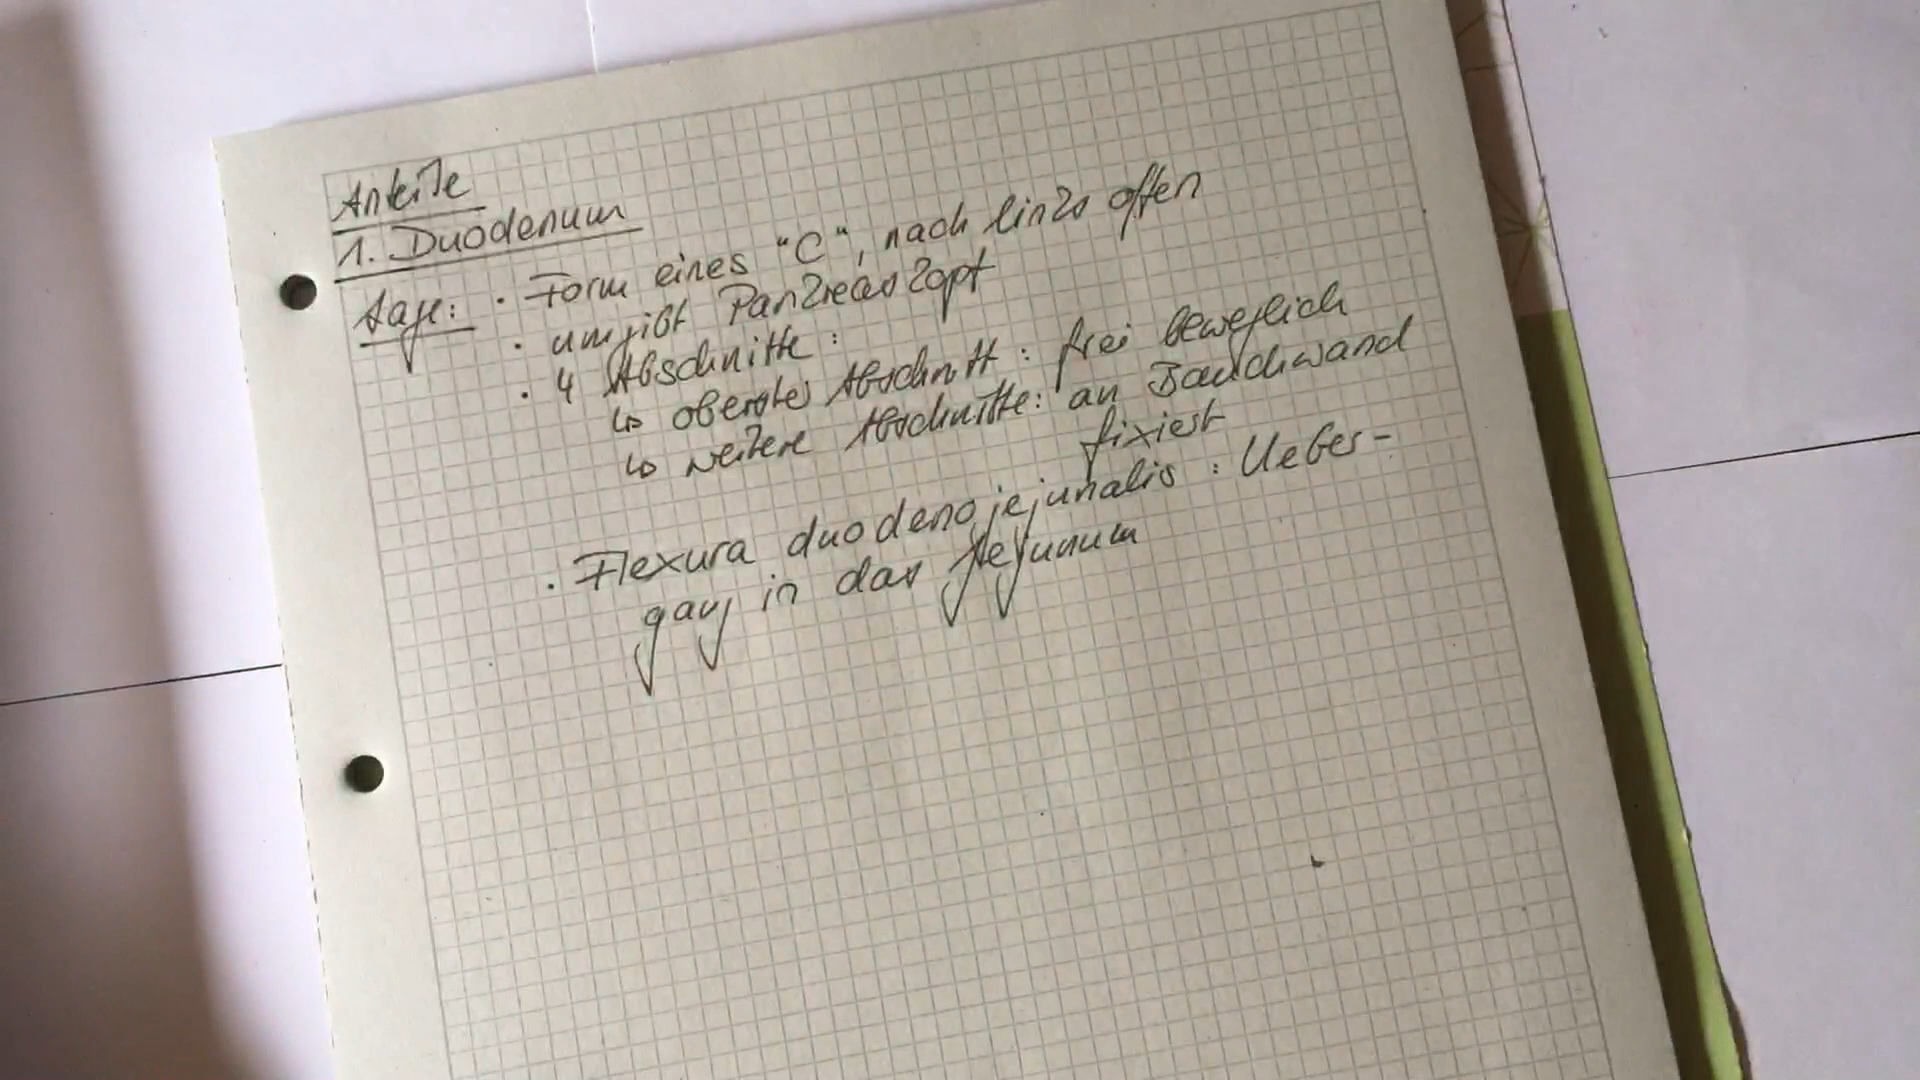 Anteile
1. Duodenum
Lage: · Form eines "C", nach links offen
· umgibt Pankreaskopf
· 4 Abschnitte:
↳ oberster Abschnitt: frei beweglich
↳ weitere Abschnitte: an Bauchwand
fixiert
· Flexura duodenojejunalis: Ueber-
gang in das Jejunum